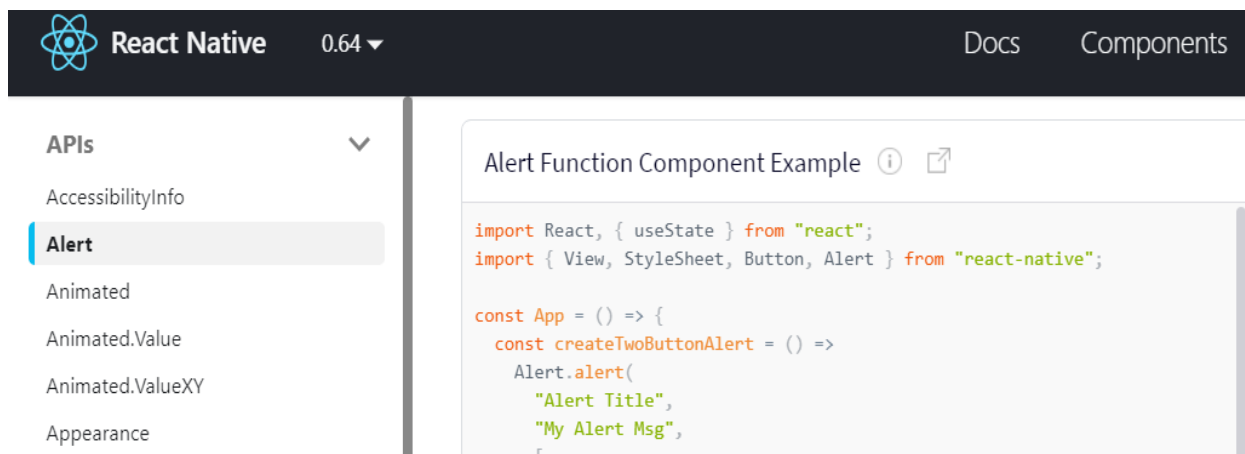 React Native 0.64 Docs Components
APIs
AccessibilityInfo
Alert
Animated
Animated.Value
Animated.ValueXY
Appearance
Alert Function Component Example
import React, { useState } from "react";
import { View, StyleSheet, Button, Alert } from "react-native";
const App = () => {
const createTwoButtonAlert = () =>
Alert.alert(
"Alert Title",
"My Alert Msg",
[